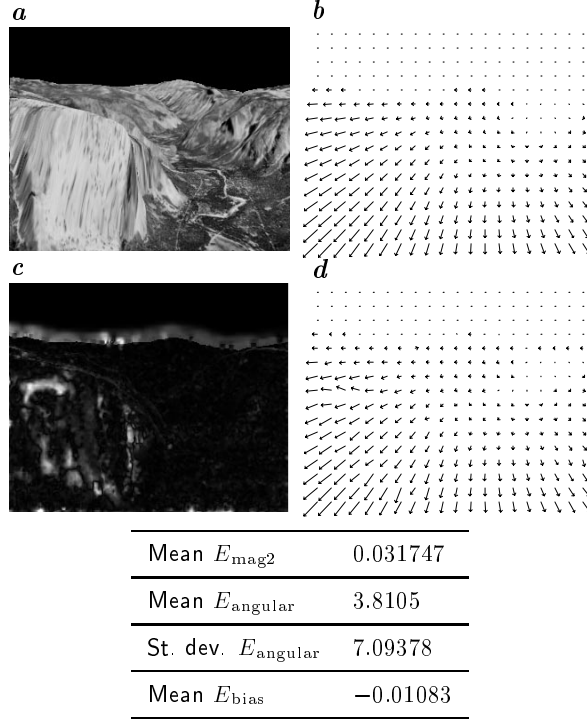 a
b
c
d
Mean E_mag2 0.031747
Mean E_angular 3.8105
St. dev. E_angular 7.09378
Mean E_bias −0.01083